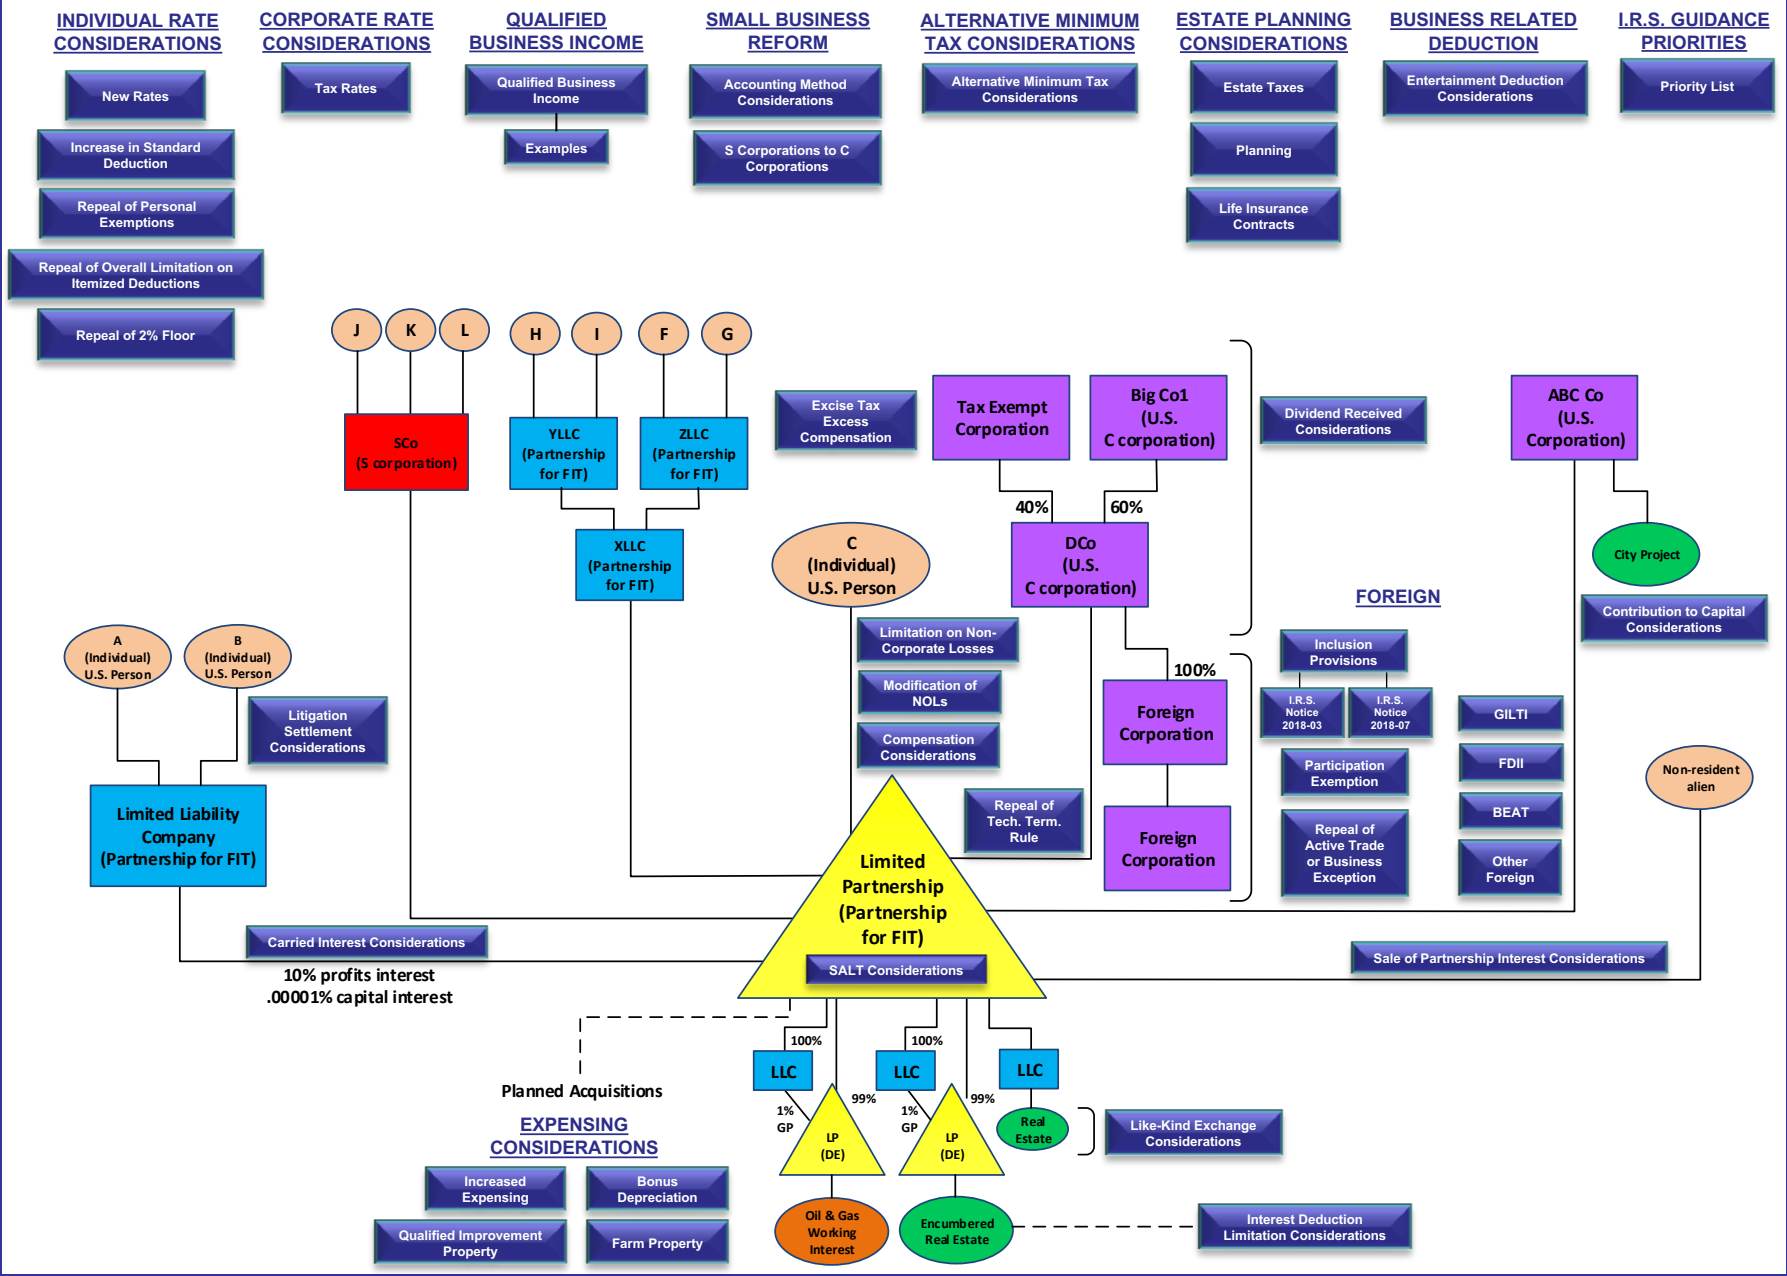 INDIVIDUAL RATE
CONSIDERATIONS
CORPORATE RATE
CONSIDERATIONS
QUALIFIED
BUSINESS INCOME
SMALL BUSINESS
REFORM
ALTERNATIVE MINIMUM
TAX CONSIDERATIONS
ESTATE PLANNING
CONSIDERATIONS
BUSINESS RELATED
DEDUCTION
I.R.S. GUIDANCE
PRIORITIES
New Rates
Increase in Standard
Deduction
Repeal of Personal
Exemptions
Repeal of Overall Limitation on
Itemized Deductions
Repeal of 2% Floor
Tax Rates
Qualified Business
Income
Examples
Accounting Method
Considerations
S Corporations to C
Corporations
Alternative Minimum Tax
Considerations
Estate Taxes
Planning
Life Insurance
Contracts
Entertainment Deduction
Considerations
Priority List
J
K
L
H
I
F
G
SCo
(S corporation)
YLLC
(Partnership
for FIT)
ZLLC
(Partnership
for FIT)
XLLC
(Partnership
for FIT)
Excise Tax
Excess
Compensation
Tax Exempt
Corporation
Big Co1
(U.S.
C corporation)
Dividend Received
Considerations
ABC Co
(U.S.
Corporation)
40%
60%
C
(Individual)
U.S. Person
DCo
(U.S.
C corporation)
City Project
Contribution to Capital
Considerations
FOREIGN
Inclusion
Provisions
I.R.S.
Notice
2018-03
I.R.S.
Notice
2018-07
Participation
Exemption
Repeal of
Active Trade
or Business
Exception
GILTI
FDII
BEAT
Other
Foreign
A
(Individual)
U.S. Person
B
(Individual)
U.S. Person
Litigation
Settlement
Considerations
Limitation on Non-
Corporate Losses
Modification of
NOLs
Compensation
Considerations
100%
Foreign
Corporation
Foreign
Corporation
Repeal of
Tech. Term.
Rule
Non-resident
alien
Limited Liability
Company
(Partnership for FIT)
Limited
Partnership
(Partnership
for FIT)
SALT Considerations
Carried Interest Considerations
10% profits interest
.00001% capital interest
Sale of Partnership Interest Considerations
Planned Acquisitions
EXPENSING
CONSIDERATIONS
Increased
Expensing
Bonus
Depreciation
Qualified Improvement
Property
Farm Property
100%
LLC
1%
GP
99%
LP
(DE)
Oil & Gas
Working
Interest
100%
LLC
1%
GP
99%
LP
(DE)
Encumbered
Real Estate
LLC
Real
Estate
Like-Kind Exchange
Considerations
Interest Deduction
Limitation Considerations